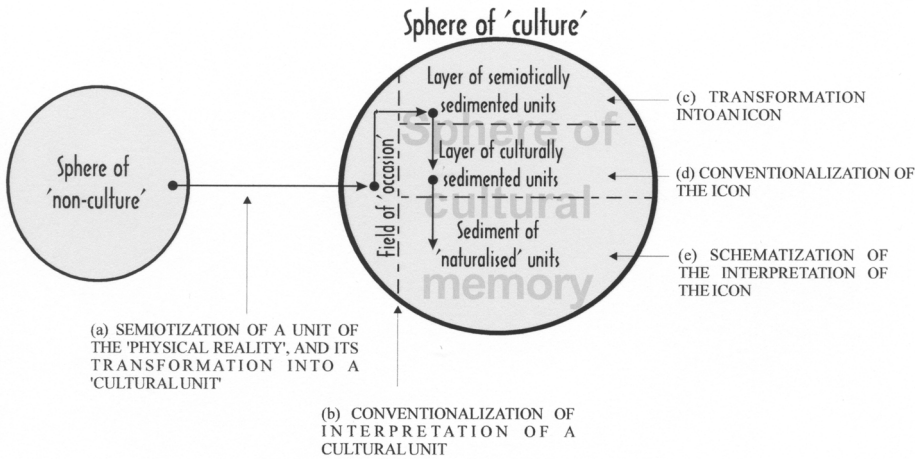 Sphere of 'culture'
Layer of semiotically
sedimented units
Sphere of
Layer of culturally
sedimented units
cultural
Sediment of
'naturalised' units
memory
Field of 'occasion'
Sphere of
'non-culture'
(c) TRANSFORMATION
INTO AN ICON
(d) CONVENTIONALIZATION OF
THE ICON
(e) SCHEMATIZATION OF
THE INTERPRETATION OF
THE ICON
(a) SEMIOTIZATION OF A UNIT OF
THE 'PHYSICAL REALITY', AND ITS
TRANSFORMATION INTO A
'CULTURAL UNIT'
(b) CONVENTIONALIZATION OF
INTERPRETATION OF A
CULTURAL UNIT